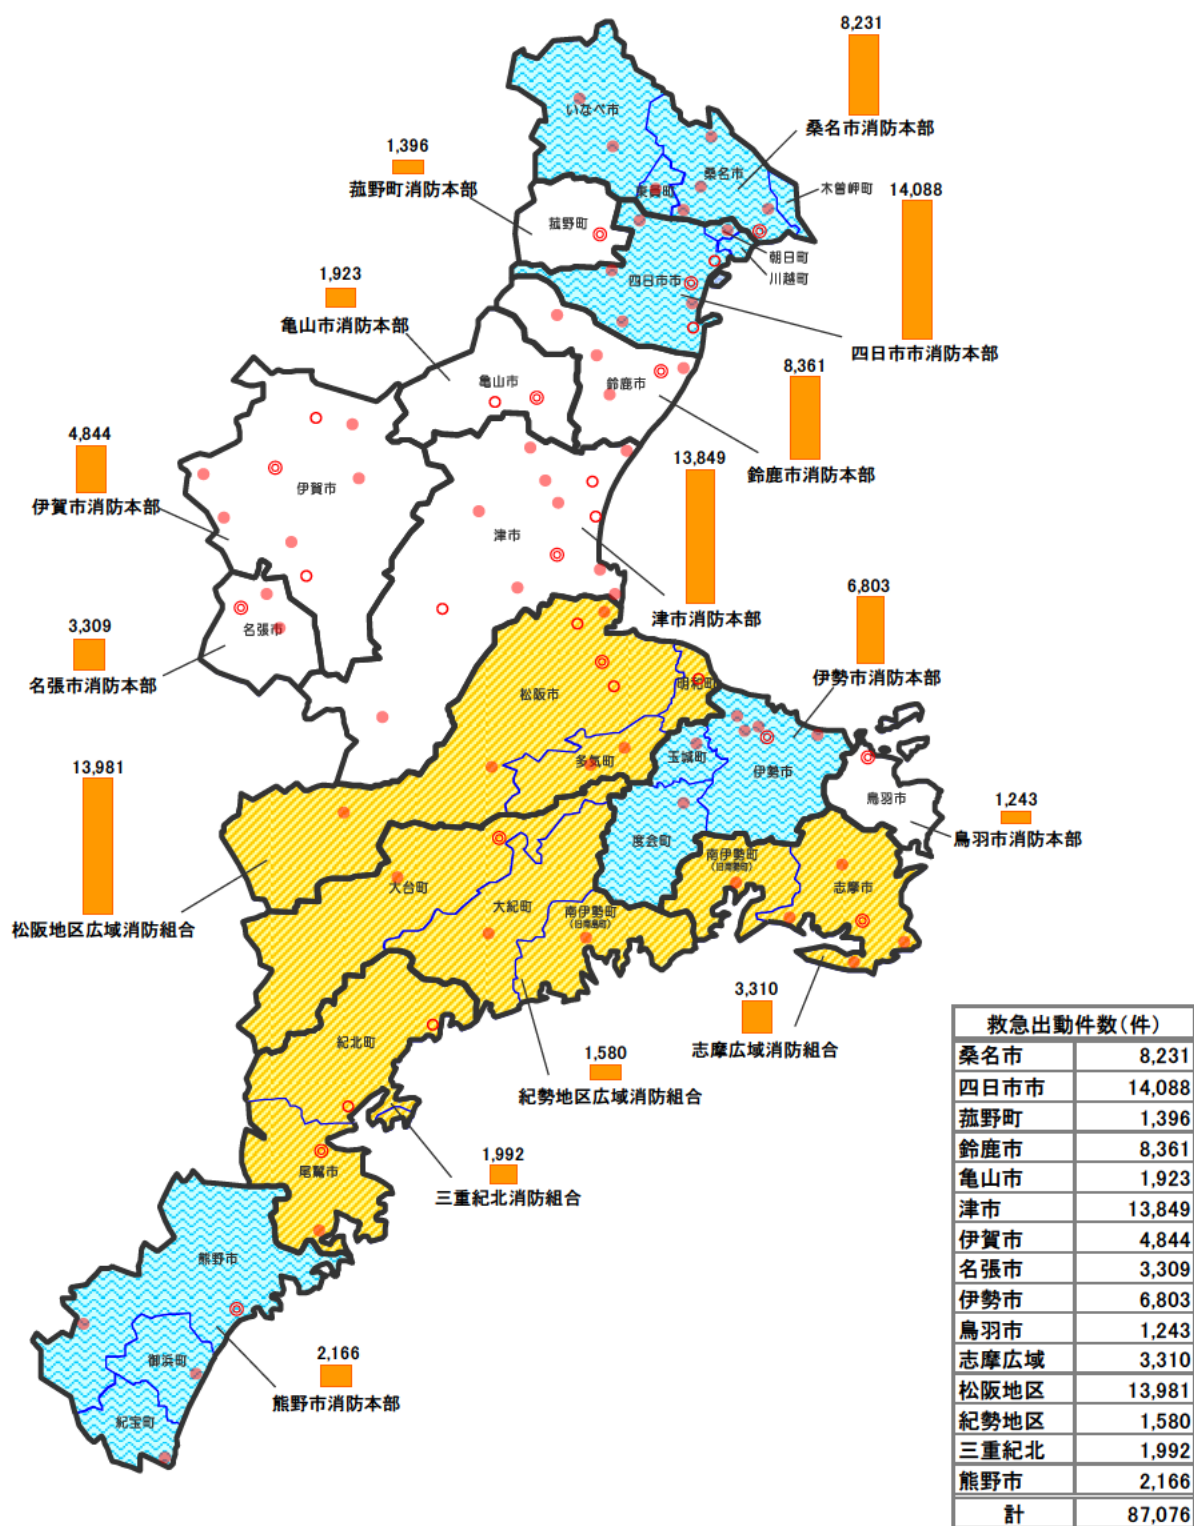 8,231
桑名市消防本部
いなべ市
1,396
菰野町消防本部
桑名市
木曽岬町
東員町
14,088
菰野町
朝日町
川越町
四日市市
1,923
亀山市消防本部
四日市市消防本部
亀山市
鈴鹿市
8,361
鈴鹿市消防本部
4,844
伊賀市消防本部
伊賀市
13,849
津市
津市消防本部
6,803
伊勢市消防本部
3,309
名張市
名張市消防本部
松阪市
明和町
多気町
玉城町
伊勢市
鳥羽市
13,981
1,243
鳥羽市消防本部
度会町
南伊勢町
(旧南勢町)
志摩市
大台町
大紀町
南伊勢町
(旧南島町)
松阪地区広域消防組合
3,310
志摩広域消防組合
紀北町
1,580
紀勢地区広域消防組合
1,992
三重紀北消防組合
尾鷲市
熊野市
御浜町
2,166
熊野市消防本部
紀宝町
救急出動件数(件)
桑名市 8,231
四日市市 14,088
菰野町 1,396
鈴鹿市 8,361
亀山市 1,923
津市 13,849
伊賀市 4,844
名張市 3,309
伊勢市 6,803
鳥羽市 1,243
志摩広域 3,310
松阪地区 13,981
紀勢地区 1,580
三重紀北 1,992
熊野市 2,166
計 87,076